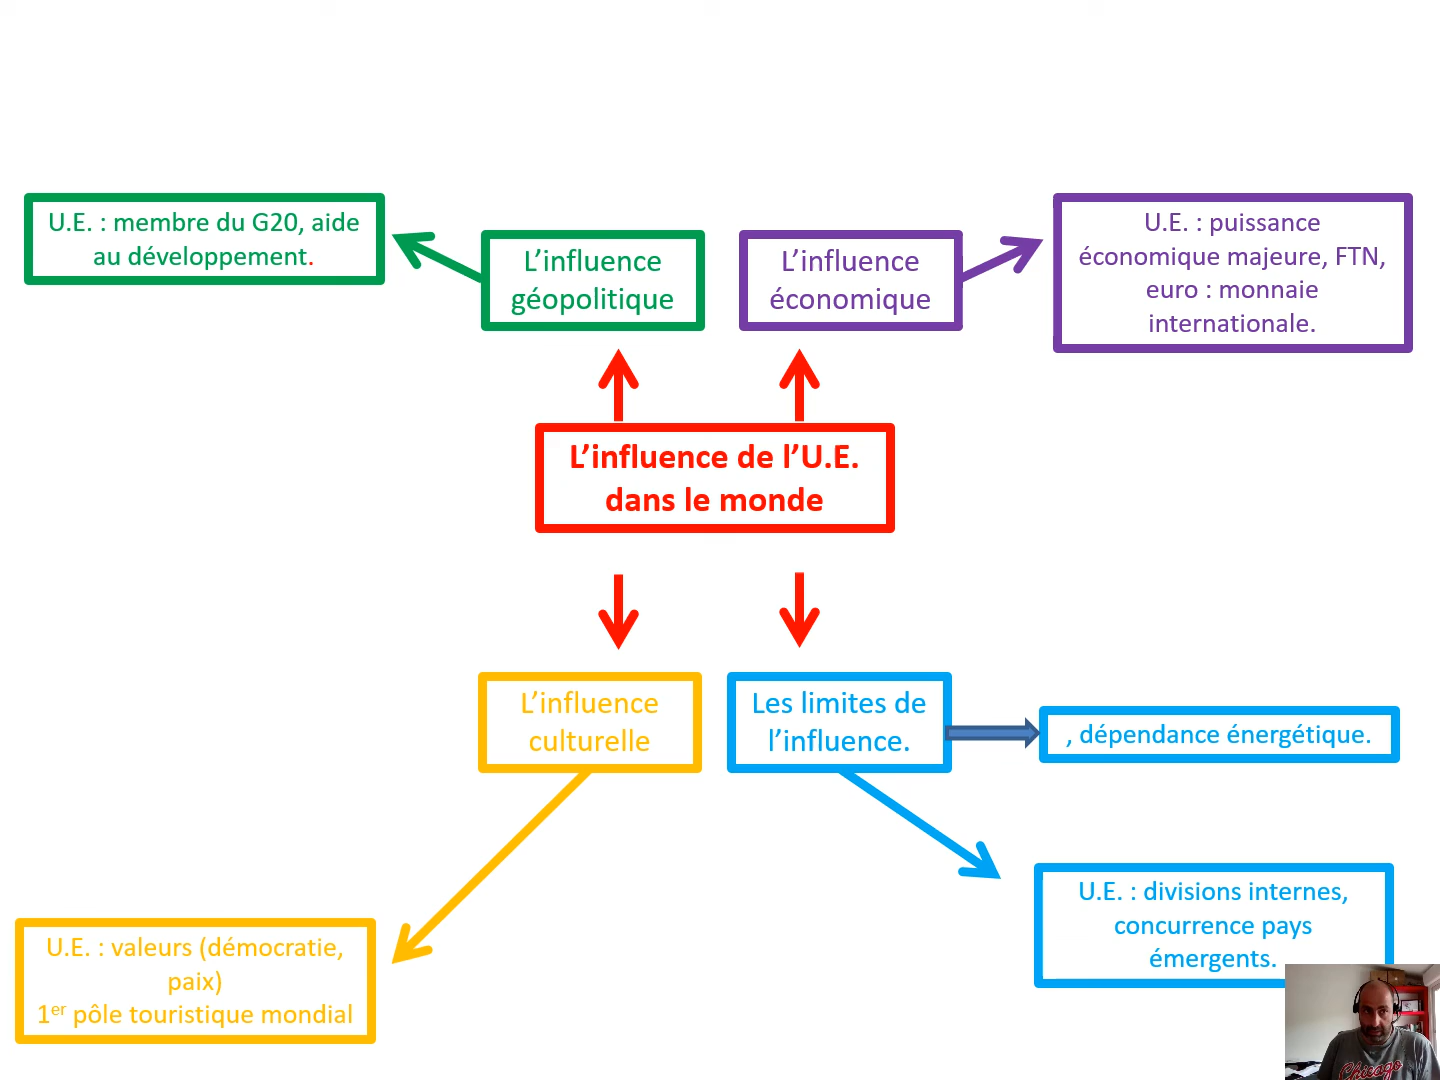 U.E. : membre du G20, aide
au développement.
L’influence
géopolitique
L’influence
économique
U.E. : puissance
économique majeure, FTN,
euro : monnaie
internationale.
L’influence de l’U.E.
dans le monde
L’influence
culturelle
Les limites de
l’influence.
, dépendance énergétique.
U.E. : valeurs (démocratie,
paix)
1er pôle touristique mondial
U.E. : divisions internes,
concurrence pays
émergents.
Chicago